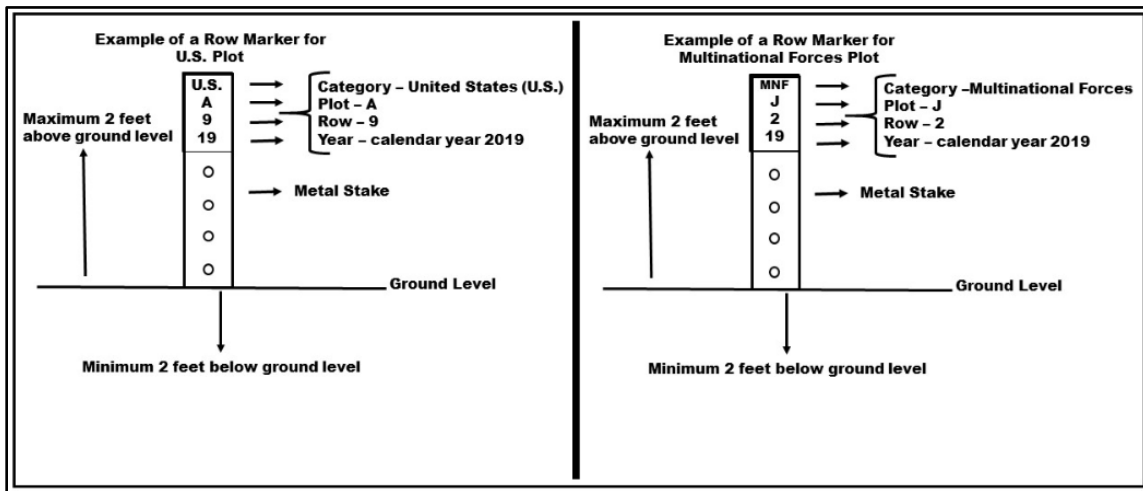 Example of a Row Marker for
U.S. Plot
U.S.
A
9
19
Category – United States (U.S.)
Plot – A
Row – 9
Year – calendar year 2019
Maximum 2 feet
above ground level
Metal Stake
Ground Level
Minimum 2 feet below ground level
Example of a Row Marker for
Multinational Forces Plot
MNF
J
2
19
Category –Multinational Forces
Plot – J
Row – 2
Year – calendar year 2019
Maximum 2 feet
above ground level
Metal Stake
Ground Level
Minimum 2 feet below ground level